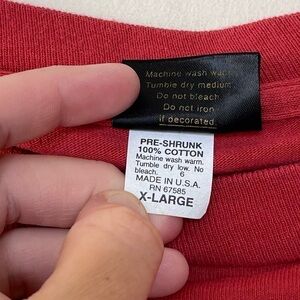 Machine wash warm
Tumble dry medium
Do not bleach
Do not iron
if decorated
PRE-SHRUNK
100% COTTON
Machine wash warm.
Tumble dry low. No
bleach. 6
MADE IN U.S.A.
RN 67585
X-LARGE